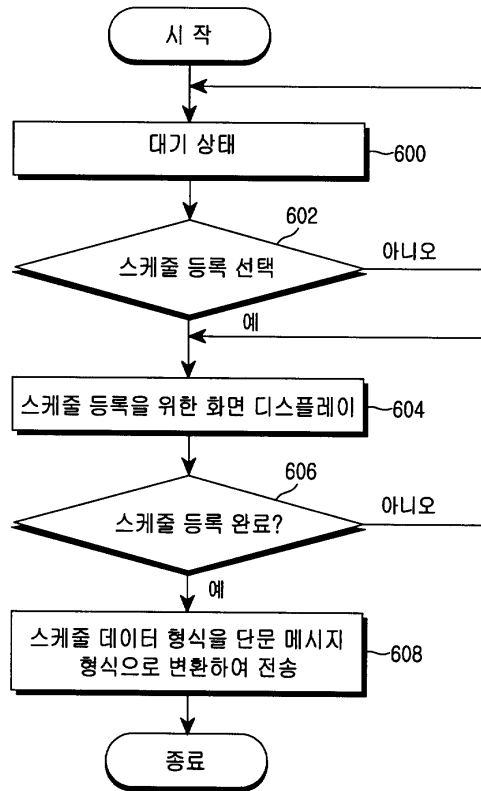 시 작
대기 상태
600
602
스케줄 등록 선택
아니오
예
스케줄 등록을 위한 화면 디스플레이
604
606
스케줄 등록 완료?
아니오
예
스케줄 데이터 형식을 단문 메시지
형식으로 변환하여 전송
608
종료